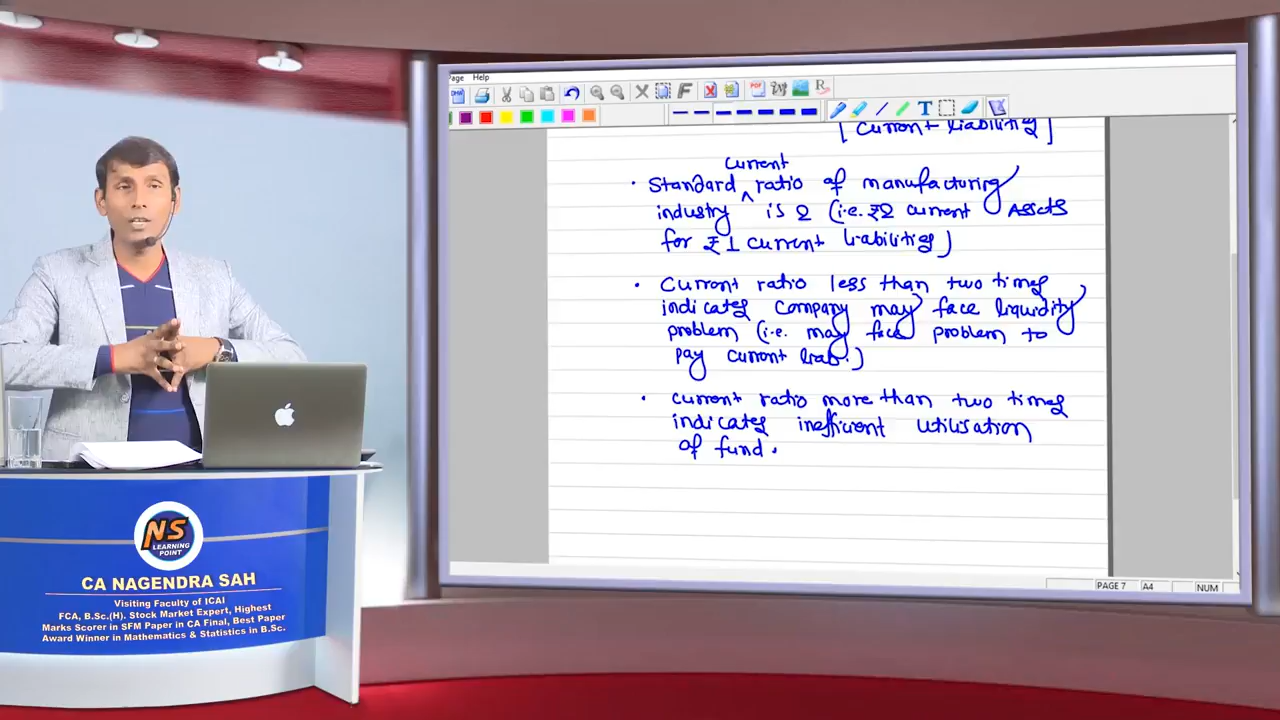 Page Help
[Current liability]
current
• Standard ^ ratio of manufacturing
industry is 2 (i.e. ₹2 current Assets
for ₹1 current liabilities)
• Current ratio less than two times
indicates company may face liquidity
problem (i.e. may face problem to
pay current liab.)
• current ratio more than two times
indicates inefficient utilisation
of fund.
PAGE 7 A4 NUM
NS
LEARNING
POINT
CA NAGENDRA SAH
Visiting Faculty of ICAI
FCA, B.Sc.(H). Stock Market Expert, Highest
Marks Scorer in SFM Paper in CA Final, Best Paper
Award Winner in Mathematics & Statistics in B.Sc.